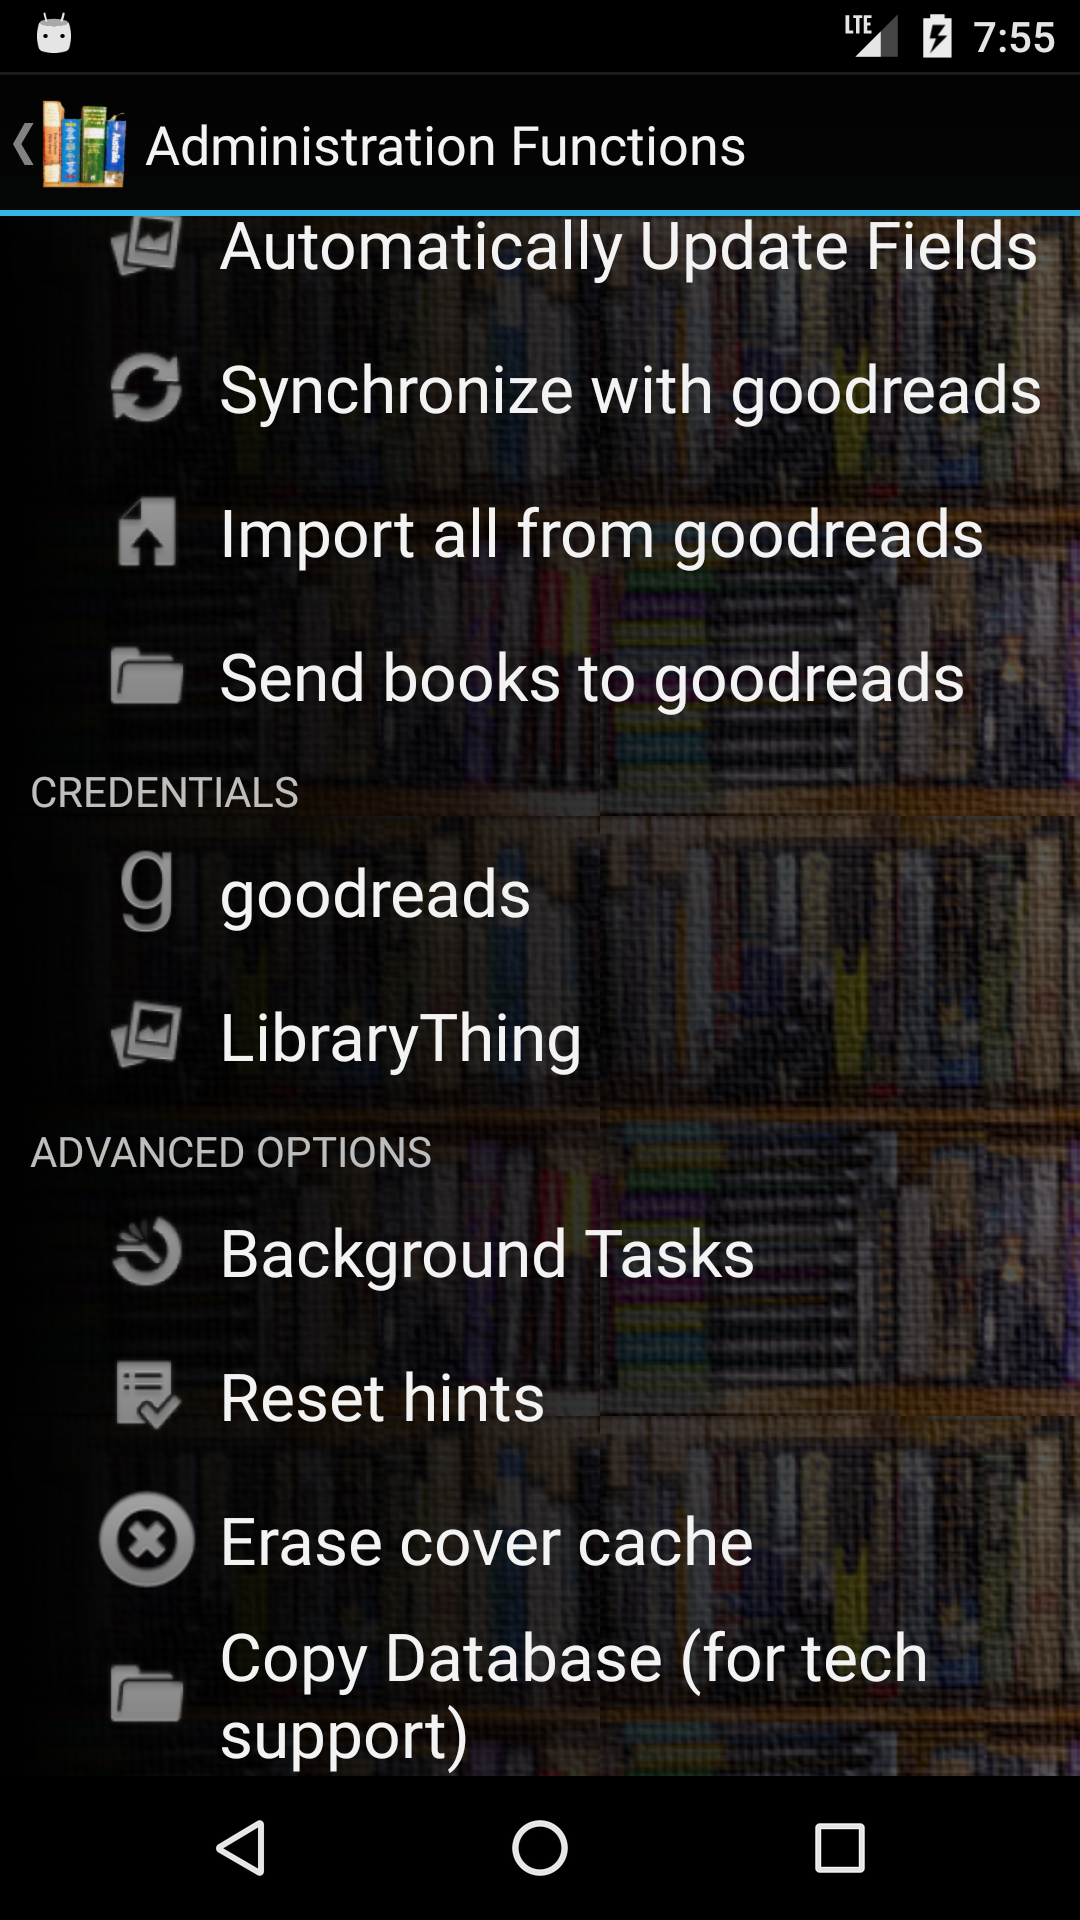 LTE 7:55
Administration Functions
Automatically Update Fields
Synchronize with goodreads
Import all from goodreads
Send books to goodreads
CREDENTIALS
g goodreads
LibraryThing
ADVANCED OPTIONS
Background Tasks
Reset hints
Erase cover cache
Copy Database (for tech
support)